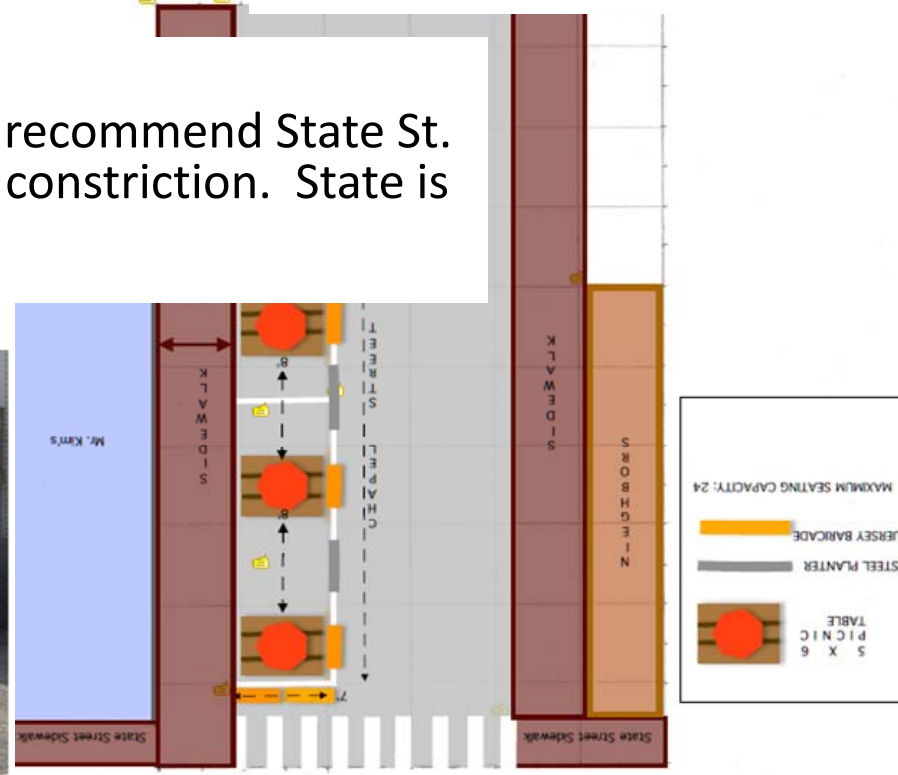 recommend State St.
constriction. State is
State Street Sidewalk
State Street Sidewalk
7'
5 X 6
PICNIC
TABLE
STEEL PLANTER
JERSEY BARICADE
MAXIMUM SEATING CAPACITY: 24
NIEGHBORS
SIDEWALK
CHAPEL STREET
8'
8'
SIDEWALK
Mr. Kim's